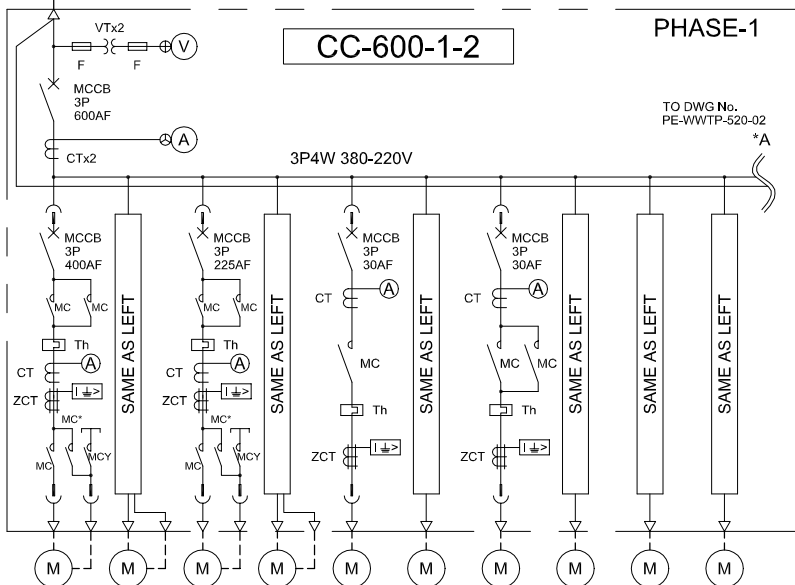 VTx2
V
F
F
CC-600-1-2
PHASE-1
MCCB
3P
600AF
TO DWG No.
PE-WWTP-520-02
*A
A
CTx2
3P4W 380-220V
MCCB
3P
400AF
MC
MC
Th
CT
A
ZCT
I >
MC*
MC
MCY
M
SAME AS LEFT
M
MCCB
3P
225AF
MC
MC
Th
CT
A
ZCT
I >
MC*
MC
MCY
M
SAME AS LEFT
M
MCCB
3P
30AF
CT
A
MC
Th
ZCT
I >
M
SAME AS LEFT
M
MCCB
3P
30AF
CT
A
MC
MC
Th
ZCT
I >
M
SAME AS LEFT
M
SAME AS LEFT
M
SAME AS LEFT
M